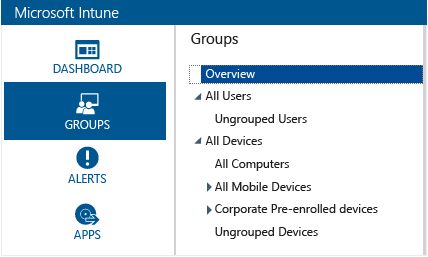 Microsoft Intune
DASHBOARD
GROUPS
ALERTS
APPS
Groups
Overview
All Users
Ungrouped Users
All Devices
All Computers
All Mobile Devices
Corporate Pre-enrolled devices
Ungrouped Devices